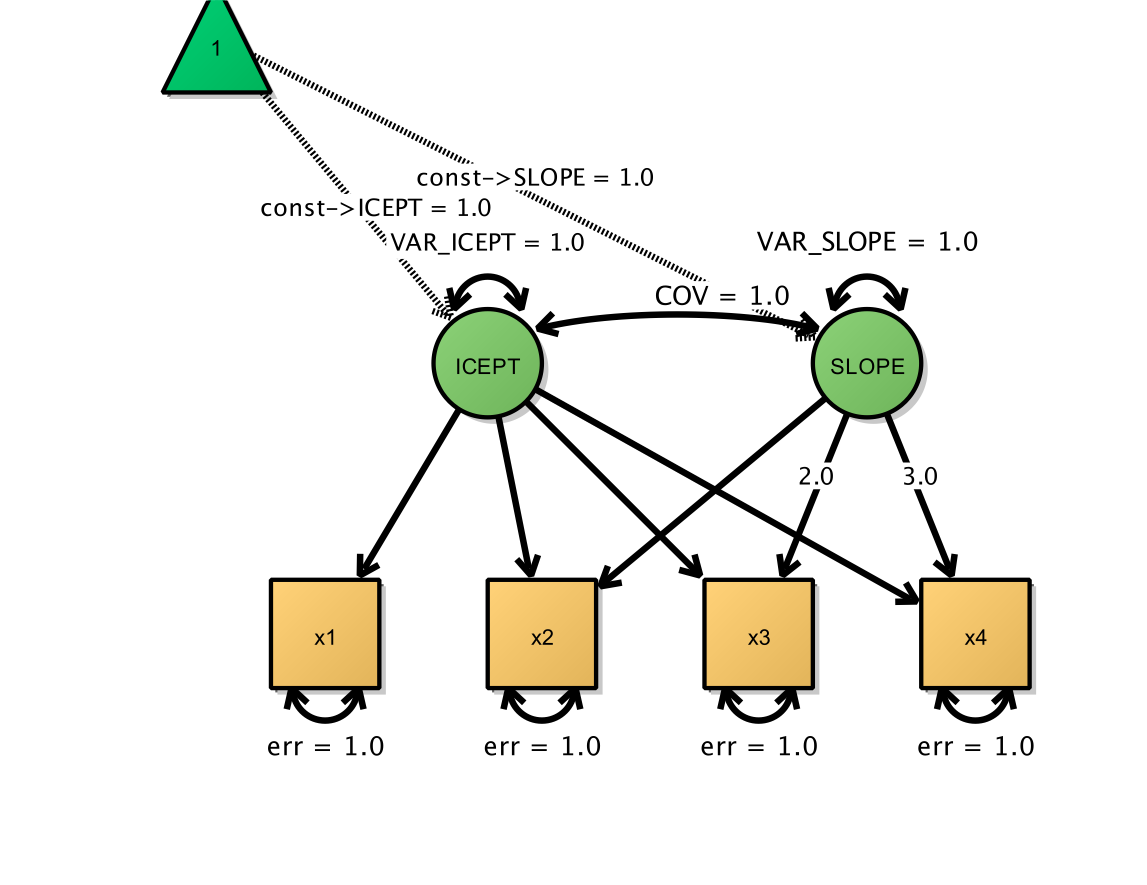 1
const->SLOPE = 1.0
const->ICEPT = 1.0
VAR_ICEPT = 1.0
VAR_SLOPE = 1.0
COV = 1.0
ICEPT
SLOPE
2.0
3.0
x1
x2
x3
x4
err = 1.0
err = 1.0
err = 1.0
err = 1.0